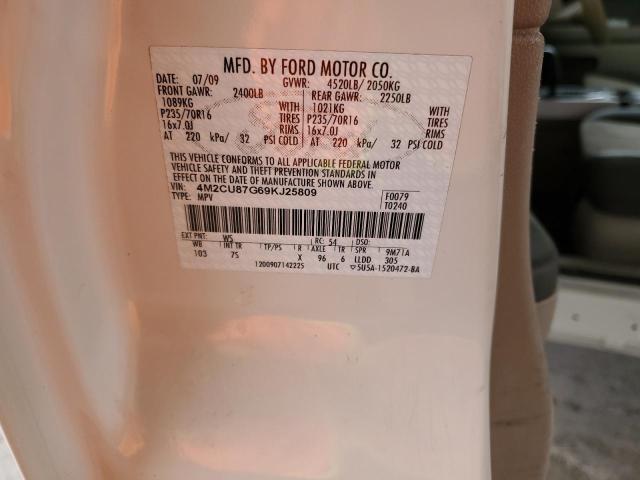 MFD. BY FORD MOTOR CO.
DATE: 07/09 GVWR: 4520LB/ 2050KG
FRONT GAWR: 2400LB REAR GAWR: 2250LB
1089KG WITH 1021KG WITH
P235/70R16 TIRES P235/70R16 TIRES
16x7.0J RIMS 16x7.0J RIMS
AT 220 kPa/ 32 PSI COLD AT 220 kPa/ 32 PSI COLD
THIS VEHICLE CONFORMS TO ALL APPLICABLE FEDERAL MOTOR
VEHICLE SAFETY AND THEFT PREVENTION STANDARDS IN
EFFECT ON THE DATE OF MANUFACTURE SHOWN ABOVE.
VIN: 4M2CU87G69KJ25809 F0079
TYPE: MPV T0240
EXT PNT: W5 RC: 54 DSO:
WB INT TR TP/PS R AXLE TR SPR 9M71A
103 7S X 96 6 LLDD 305
1200907142225 UTC ▽5U5A-1520472-BA